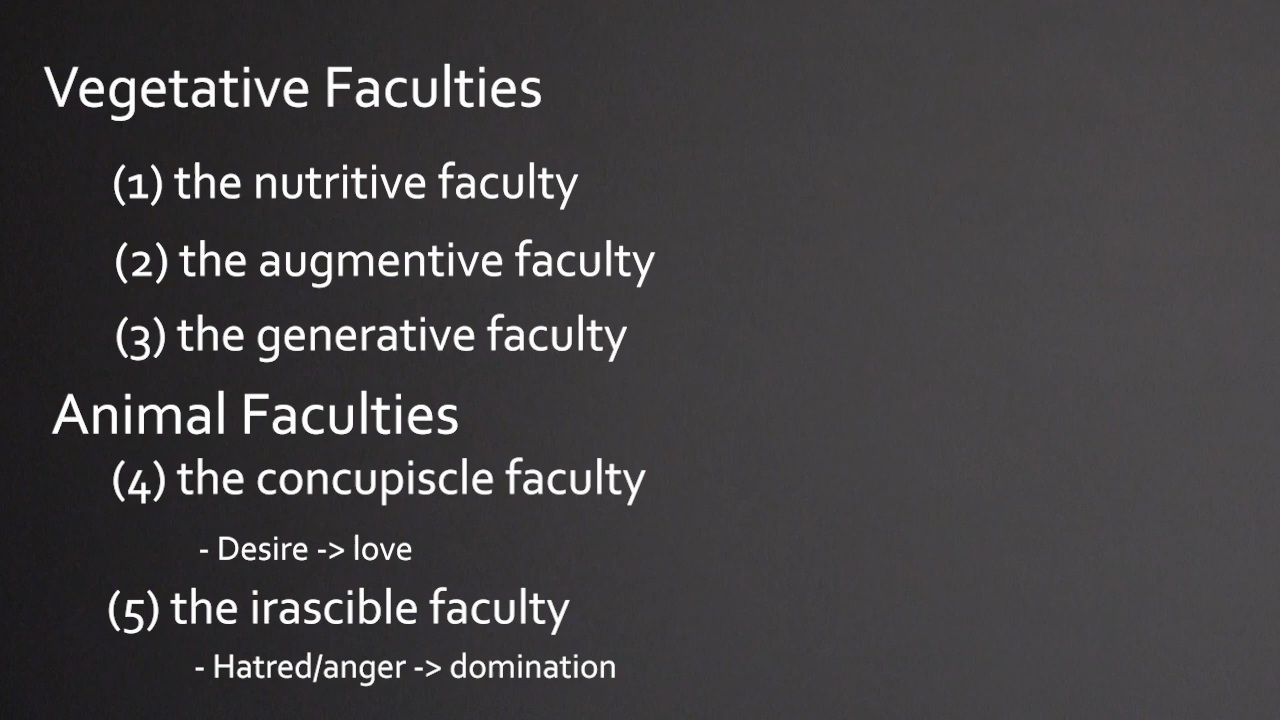 Vegetative Faculties
(1) the nutritive faculty
(2) the augmentive faculty
(3) the generative faculty
Animal Faculties
(4) the concupiscle faculty
- Desire -> love
(5) the irascible faculty
- Hatred/anger -> domination